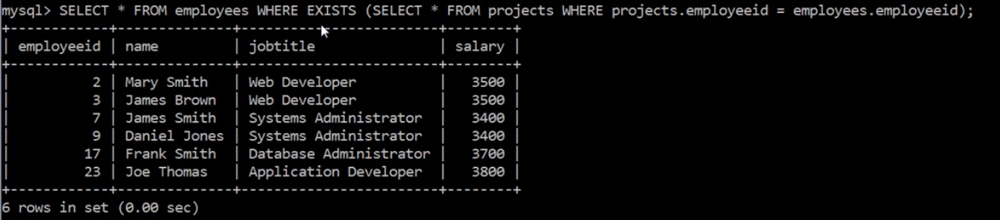 mysql> SELECT * FROM employees WHERE EXISTS (SELECT * FROM projects WHERE projects.employeeid = employees.employeeid);
+------------+--------------+------------------------+--------+
| employeeid | name         | jobtitle               | salary |
+------------+--------------+------------------------+--------+
|          2 | Mary Smith   | Web Developer          |   3500 |
|          3 | James Brown  | Web Developer          |   3500 |
|          7 | James Smith  | Systems Administrator  |   3400 |
|          9 | Daniel Jones | Systems Administrator  |   3400 |
|         17 | Frank Smith  | Database Administrator |   3700 |
|         23 | Joe Thomas   | Application Developer  |   3800 |
+------------+--------------+------------------------+--------+
6 rows in set (0.00 sec)